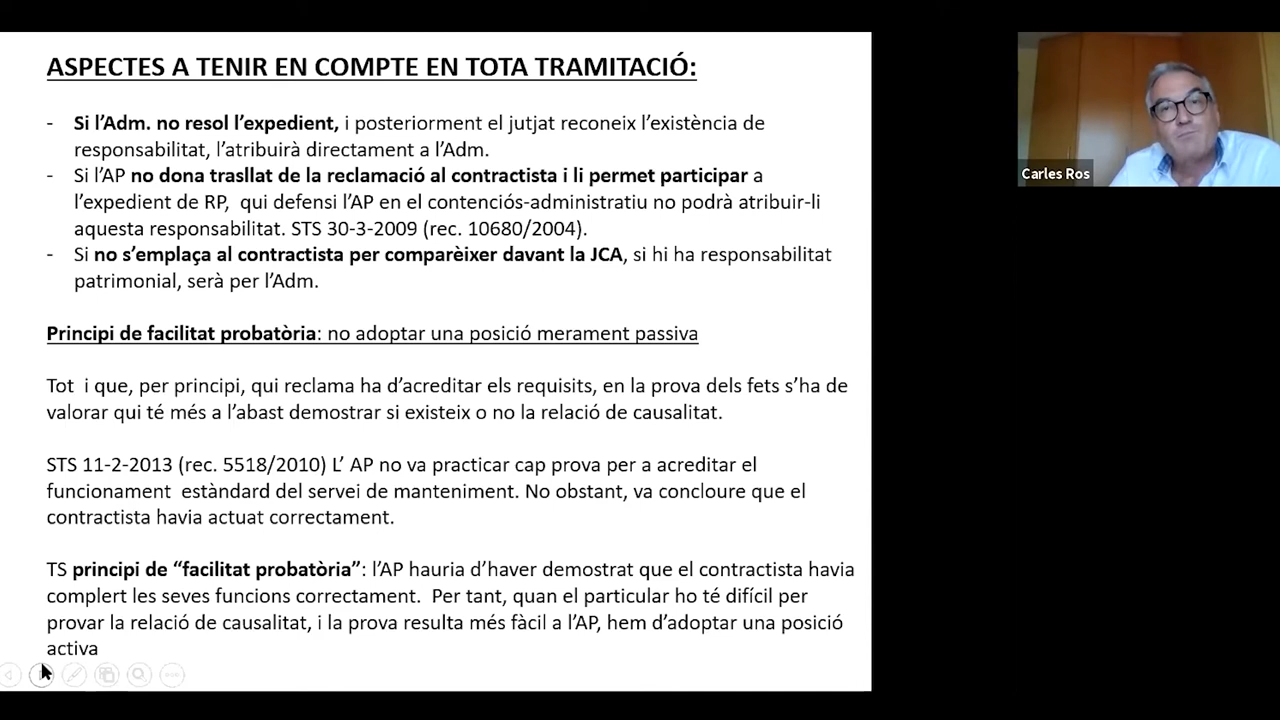 ASPECTES A TENIR EN COMPTE EN TOTA TRAMITACIÓ:
- Si l’Adm. no resol l’expedient, i posteriorment el jutjat reconeix l’existència de
responsabilitat, l’atribuirà directament a l’Adm.
- Si l’AP no dona trasllat de la reclamació al contractista i li permet participar a
l’expedient de RP,  qui defensi l’AP en el contenciós-administratiu no podrà atribuir-li
aquesta responsabilitat. STS 30-3-2009 (rec. 10680/2004).
- Si no s’emplaça al contractista per comparèixer davant la JCA, si hi ha responsabilitat
patrimonial, serà per l’Adm.
Principi de facilitat probatòria: no adoptar una posició merament passiva
Tot  i que, per principi, qui reclama ha d’acreditar els requisits, en la prova dels fets s’ha de
valorar qui té més a l’abast demostrar si existeix o no la relació de causalitat.
STS 11-2-2013 (rec. 5518/2010) L’ AP no va practicar cap prova per a acreditar el
funcionament  estàndard del servei de manteniment. No obstant, va concloure que el
contractista havia actuat correctament.
TS principi de “facilitat probatòria”: l’AP hauria d’haver demostrat que el contractista havia
complert les seves funcions correctament.  Per tant, quan el particular ho té difícil per
provar la relació de causalitat, i la prova resulta més fàcil a l’AP, hem d’adoptar una posició
activa
Carles Ros